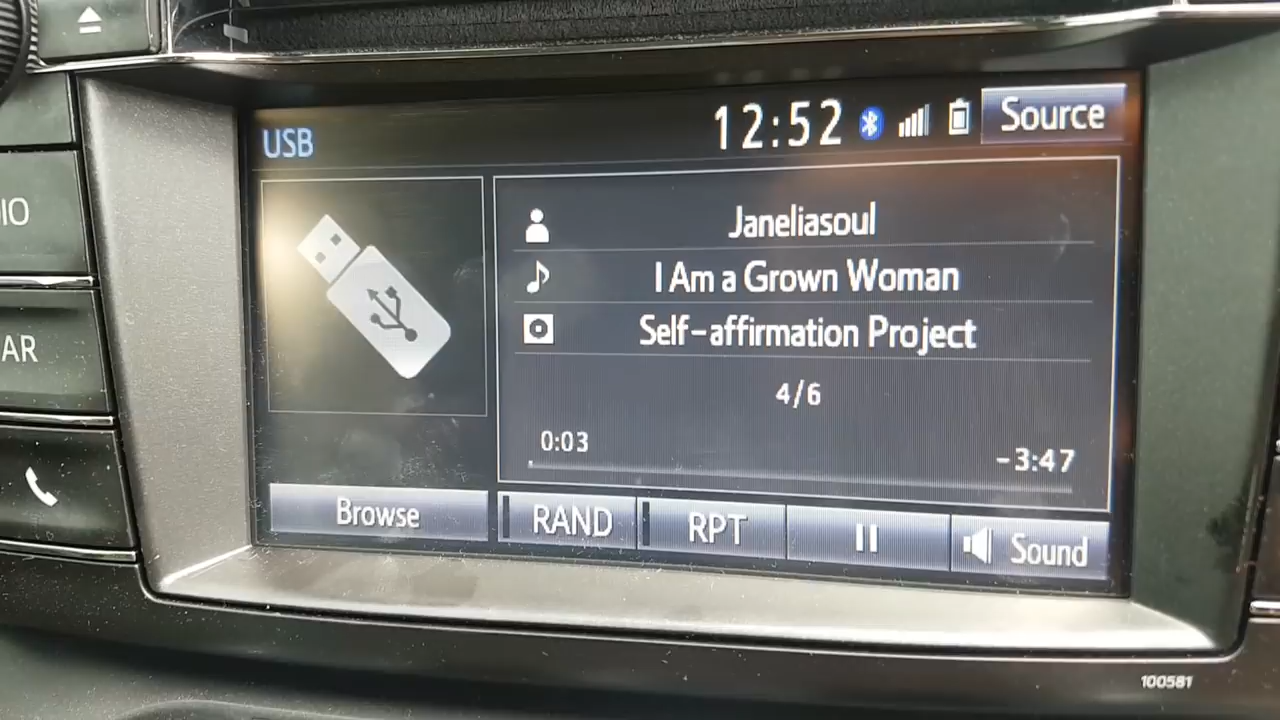 USB
12:52
Source
Janeliasoul
I Am a Grown Woman
Self-affirmation Project
4/6
0:03
-3:47
Browse
RAND
RPT
Sound
100581